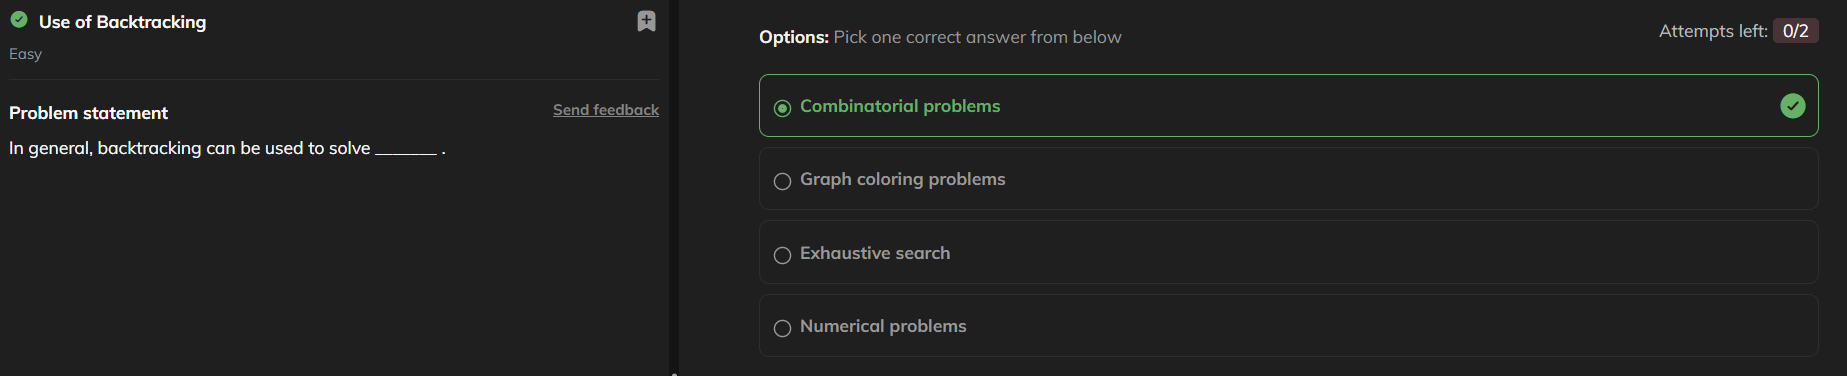 Use of Backtracking
Easy
Problem statement
Send feedback
In general, backtracking can be used to solve _______ .
Options: Pick one correct answer from below
Attempts left: 0/2
Combinatorial problems
Graph coloring problems
Exhaustive search
Numerical problems